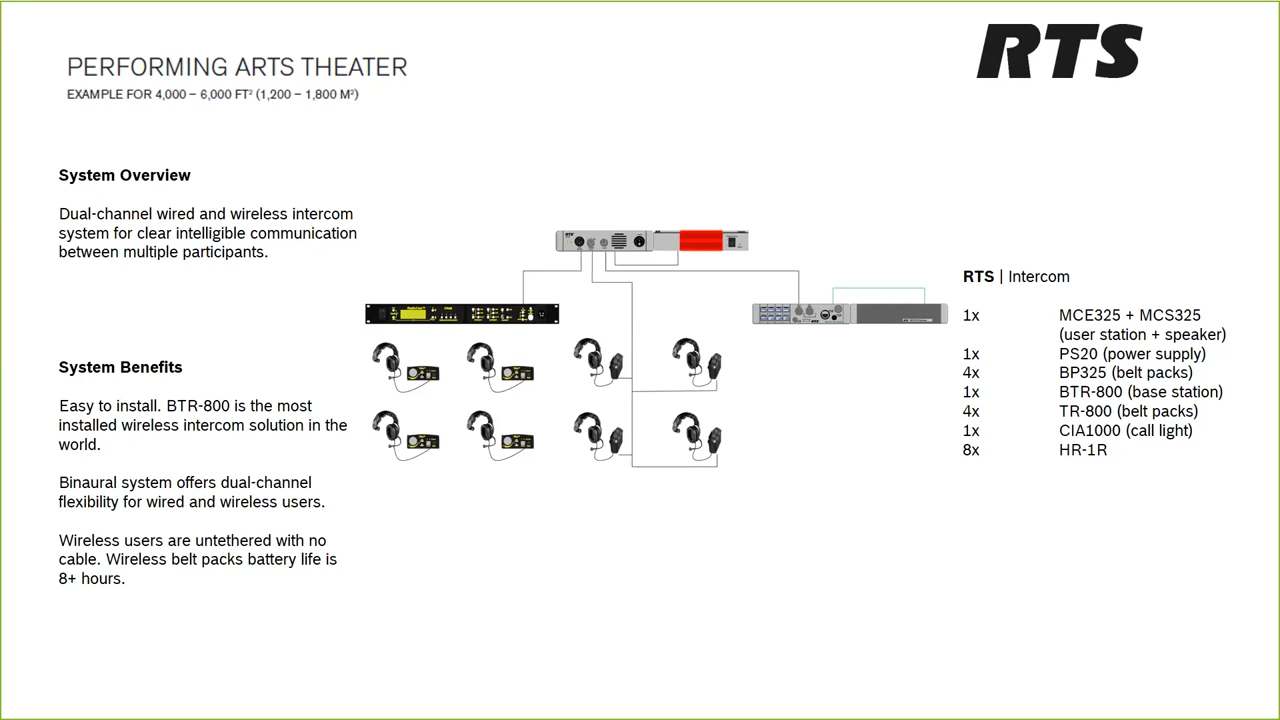 RTS
PERFORMING ARTS THEATER
EXAMPLE FOR 4,000 – 6,000 FT² (1,200 – 1,800 M²)
System Overview
Dual-channel wired and wireless intercom
system for clear intelligible communication
between multiple participants.
System Benefits
Easy to install. BTR-800 is the most
installed wireless intercom solution in the
world.
Binaural system offers dual-channel
flexibility for wired and wireless users.
Wireless users are untethered with no
cable. Wireless belt packs battery life is
8+ hours.
RTS | Intercom
1x MCE325 + MCS325
(user station + speaker)
1x PS20 (power supply)
4x BP325 (belt packs)
1x BTR-800 (base station)
4x TR-800 (belt packs)
1x CIA1000 (call light)
8x HR-1R